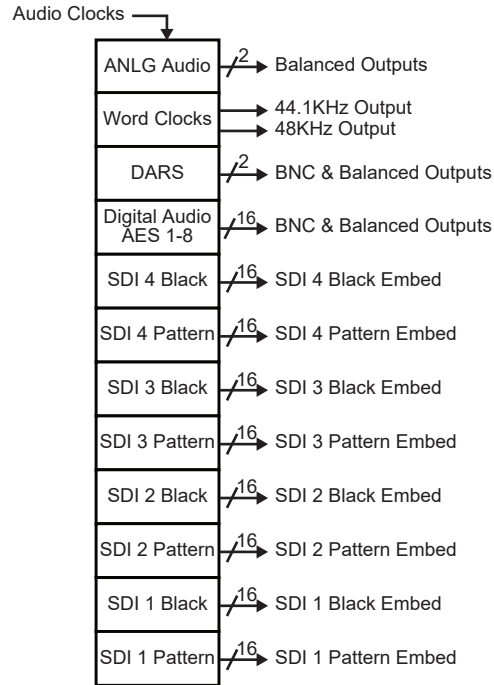 Audio Clocks
ANLG Audio 2 Balanced Outputs
Word Clocks 44.1KHz Output
48KHz Output
DARS 2 BNC & Balanced Outputs
Digital Audio
AES 1-8 16 BNC & Balanced Outputs
SDI 4 Black 16 SDI 4 Black Embed
SDI 4 Pattern 16 SDI 4 Pattern Embed
SDI 3 Black 16 SDI 3 Black Embed
SDI 3 Pattern 16 SDI 3 Pattern Embed
SDI 2 Black 16 SDI 2 Black Embed
SDI 2 Pattern 16 SDI 2 Pattern Embed
SDI 1 Black 16 SDI 1 Black Embed
SDI 1 Pattern 16 SDI 1 Pattern Embed